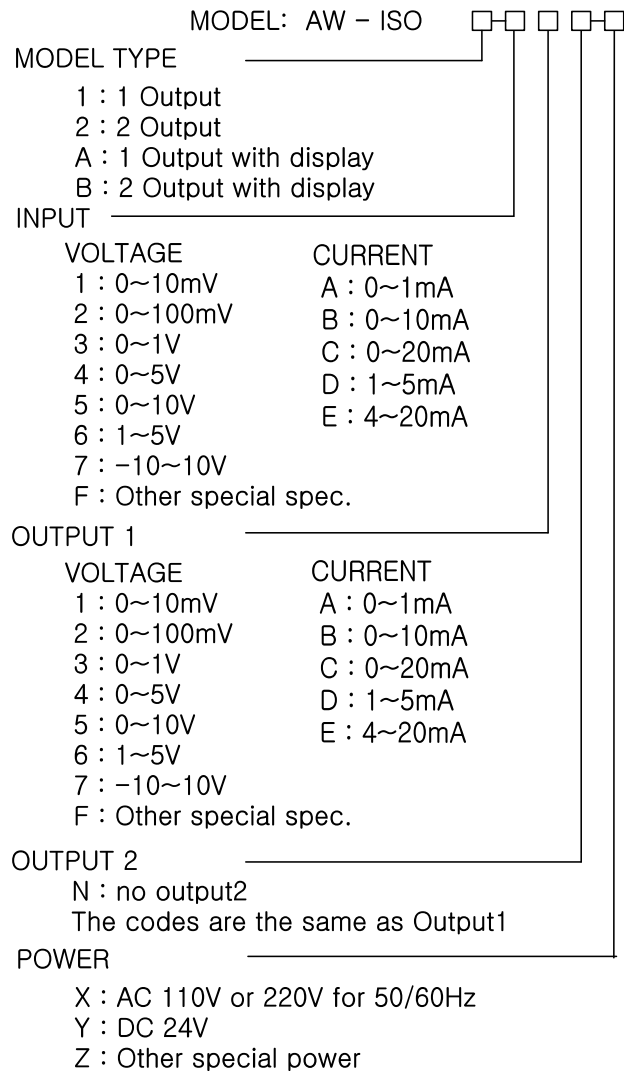 MODEL: AW - ISO □-□ □ □-□
MODEL TYPE
1 : 1 Output
2 : 2 Output
A : 1 Output with display
B : 2 Output with display
INPUT
VOLTAGE
1 : 0~10mV
2 : 0~100mV
3 : 0~1V
4 : 0~5V
5 : 0~10V
6 : 1~5V
7 : -10~10V
F : Other special spec.
CURRENT
A : 0~1mA
B : 0~10mA
C : 0~20mA
D : 1~5mA
E : 4~20mA
OUTPUT 1
VOLTAGE
1 : 0~10mV
2 : 0~100mV
3 : 0~1V
4 : 0~5V
5 : 0~10V
6 : 1~5V
7 : -10~10V
F : Other special spec.
CURRENT
A : 0~1mA
B : 0~10mA
C : 0~20mA
D : 1~5mA
E : 4~20mA
OUTPUT 2
N : no output2
The codes are the same as Output1
POWER
X : AC 110V or 220V for 50/60Hz
Y : DC 24V
Z : Other special power